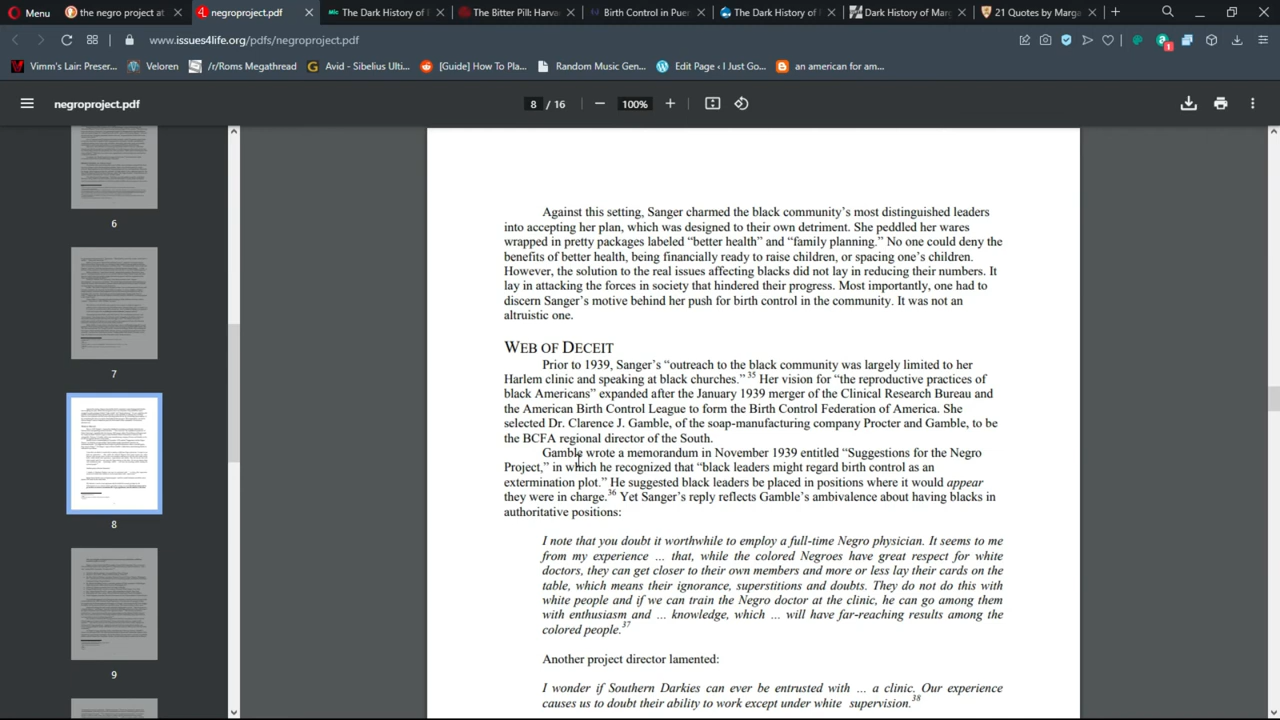 Menu
the negro project at
negroproject.pdf
The Dark History of
The Bitter Pill: Harva
Birth Control in Puer
The Dark History of
Dark History of Marg
21 Quotes by Marga
www.issues4life.org/pdfs/negroproject.pdf
1
Vimm's Lair: Preser...
Veloren
/r/Roms Megathread
Avid - Sibelius Ulti...
[Guide] How To Pla...
Random Music Gen...
Edit Page ‹ I Just Go...
an american for am...
negroproject.pdf
8 / 16
100%
6
7
8
9
Against this setting, Sanger charmed the black community's most distinguished leaders
into accepting her plan, which was designed to their own detriment. She peddled her wares
wrapped in pretty packages labeled "better health" and "family planning." No one could deny the
benefits of better health, being financially ready to raise children, or spacing one's children.
However, the solution to the real issues affecting blacks did not lay in reducing their numbers. It
lay in attacking the forces in society that hindered their progress. Most importantly, one had to
discern Sanger's motive behind her push for birth control in the community. It was not an
altruistic one.
WEB OF DECEIT
Prior to 1939, Sanger's "outreach to the black community was largely limited to her
Harlem clinic and speaking at black churches." 35 Her vision for "the reproductive practices of
black Americans" expanded after the January 1939 merger of the Clinical Research Bureau and
the American Birth Control League to form the Birth Control Federation of America. She
selected Dr. Clarence J. Gamble, of the soap-manufacturing company Procter and Gamble, to be
the BCFA regional director of the South.
Gamble wrote a memorandum in November 1939 entitled "Suggestions for the Negro
Project," in which he recognized that "black leaders might regard birth control as an
extermination plot." He suggested black leaders be placed in positions where it would appear
they were in charge.36 Yet Sanger's reply reflects Gamble's ambivalence about having blacks in
authoritative positions:
I note that you doubt it worthwhile to employ a full-time Negro physician. It seems to me
from my experience ... that, while the colored Negroes have great respect for white
doctors, they can get closer to their own members and more or less lay their cards on the
table, which means their ignorance, superstitions and doubts. They do not do this with
white people and if we can train the Negro doctor at the clinic, he can go among them
with enthusiasm and ... knowledge, which ... will have far-reaching results among the
colored people.37
Another project director lamented:
I wonder if Southern Darkies can ever be entrusted with ... a clinic. Our experience
causes us to doubt their ability to work except under white supervision.38